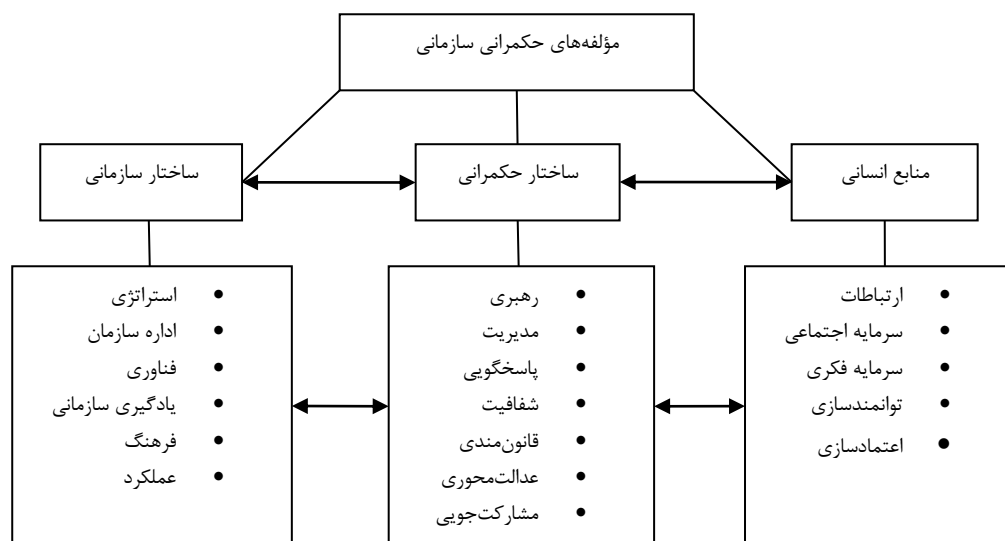 مؤلفه‌های حکمرانی سازمانی
منابع انسانی
ساختار حکمرانی
ساختار سازمانی
• ارتباطات
• سرمایه اجتماعی
• سرمایه فکری
• توانمندسازی
• اعتمادسازی
• رهبری
• مدیریت
• پاسخگویی
• شفافیت
• قانون‌مندی
• عدالت‌محوری
• مشارکت‌جویی
• استراتژی
• اداره سازمان
• فناوری
• یادگیری سازمانی
• فرهنگ
• عملکرد